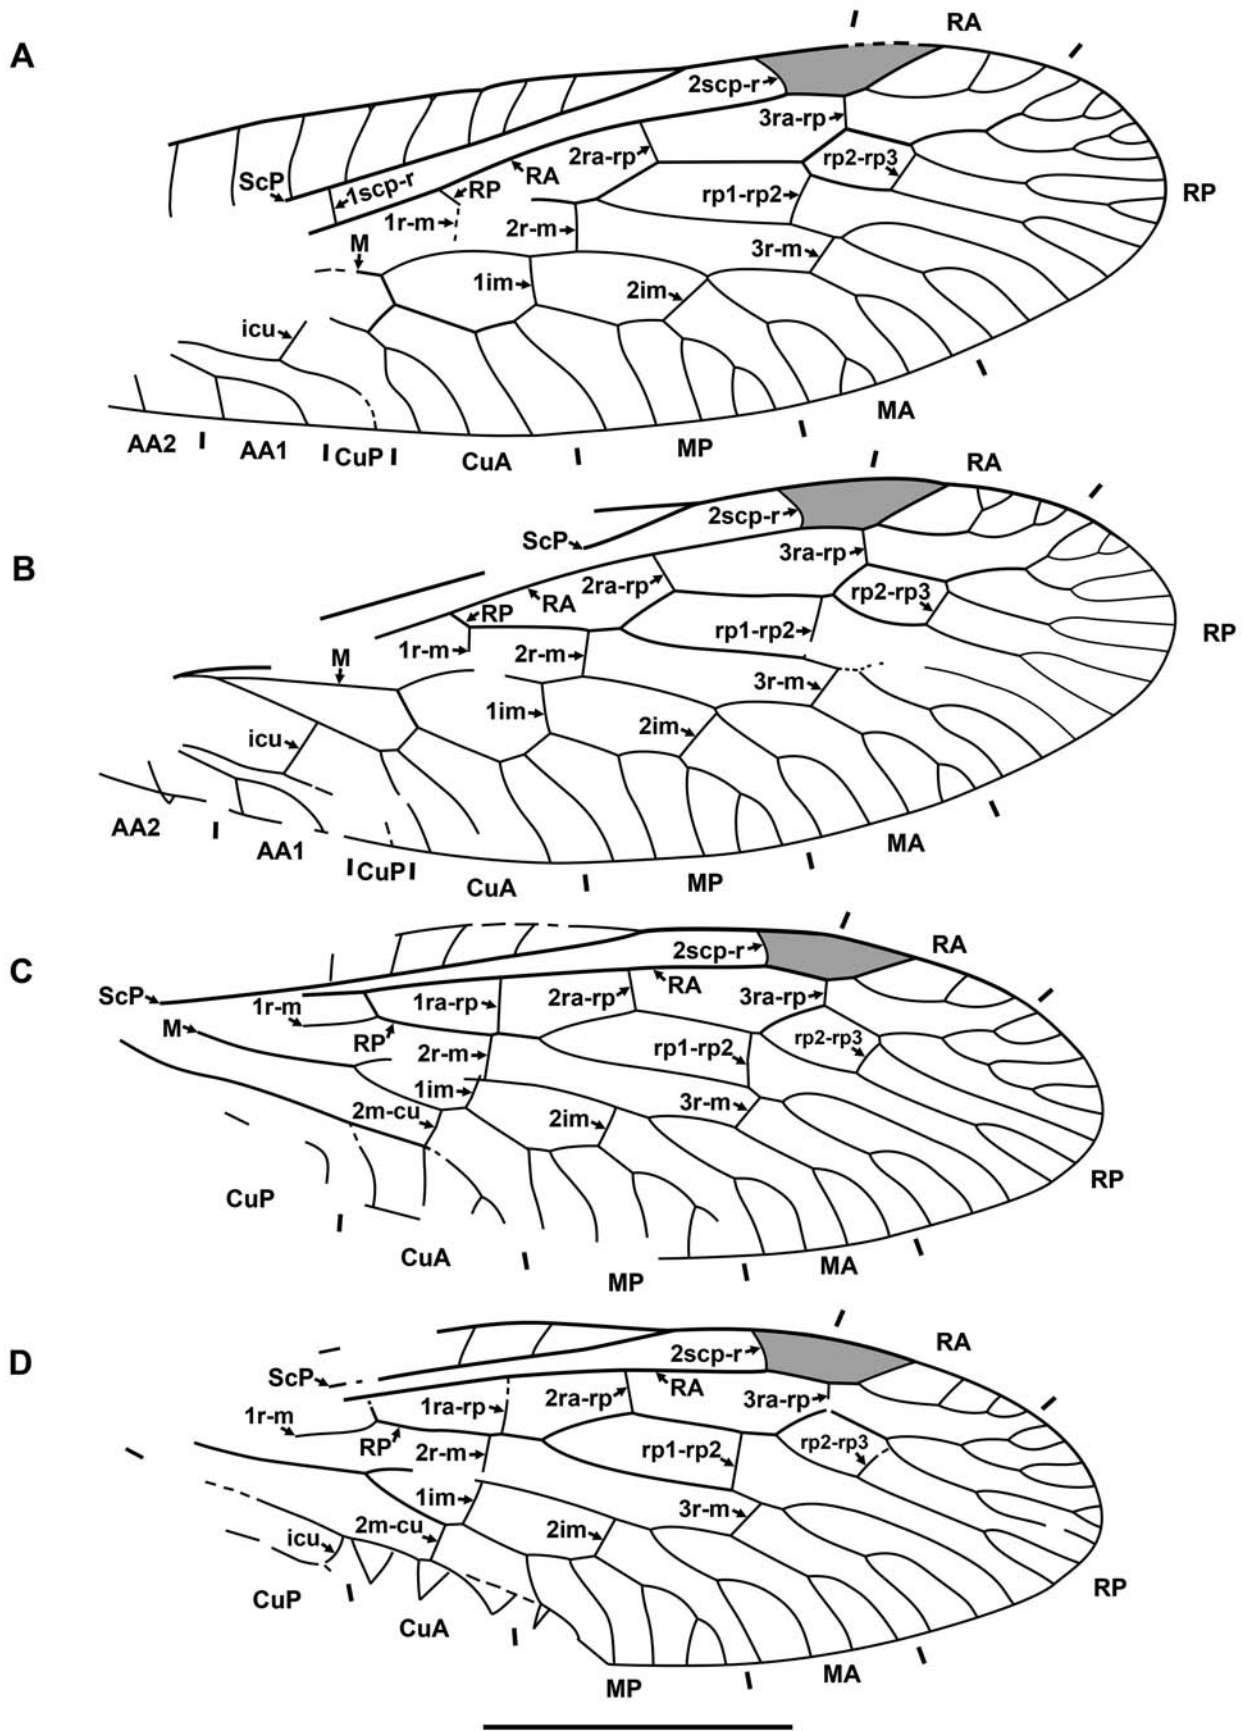 A
RA
2scp-r
3ra-rp
2ra-rp
rp2-rp3
ScP
1scp-r
RP
RA
rp1-rp2
RP
1r-m
2r-m
M
3r-m
1im
2im
icu
MA
AA2
AA1
CuP
CuA
MP
RA
2scp-r
ScP
B
3ra-rp
2ra-rp
RA
RP
rp2-rp3
rp1-rp2
RP
1r-m
2r-m
M
3r-m
1im
2im
icu
AA2
AA1
MA
CuP
CuA
MP
C
2scp-r
RA
ScP
1r-m
1ra-rp
2ra-rp
RA
3ra-rp
M
RP
2r-m
rp1-rp2
rp2-rp3
1im
2m-cu
2im
3r-m
CuP
RP
CuA
MP
MA
D
2scp-r
RA
ScP
RA
1r-m
1ra-rp
2ra-rp
3ra-rp
RP
2r-m
rp1-rp2
rp2-rp3
1im
2m-cu
2im
3r-m
icu
CuP
CuA
RP
MP
MA